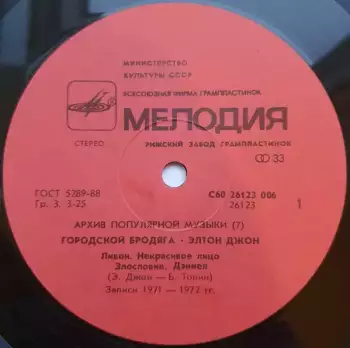 МИНИСТЕРСТВО
КУЛЬТУРЫ СССР
ВСЕСОЮЗНАЯ ФИРМА ГРАМПЛАСТИНОК
МЕЛОДИЯ
СТЕРЕО
РИЖСКИЙ ЗАВОД ГРАМПЛАСТИНОК
33
ГОСТ 5289-88
Гр. 3. 3-25
С60 26123 006
26123
1
АРХИВ ПОПУЛЯРНОЙ МУЗЫКИ (7)
ГОРОДСКОЙ БРОДЯГА - ЭЛТОН ДЖОН
Ливон. Некрасивое лицо
Злословие. Дэниел
(Э. Джон — Б. Топин)
Записи 1971 — 1972 гг.